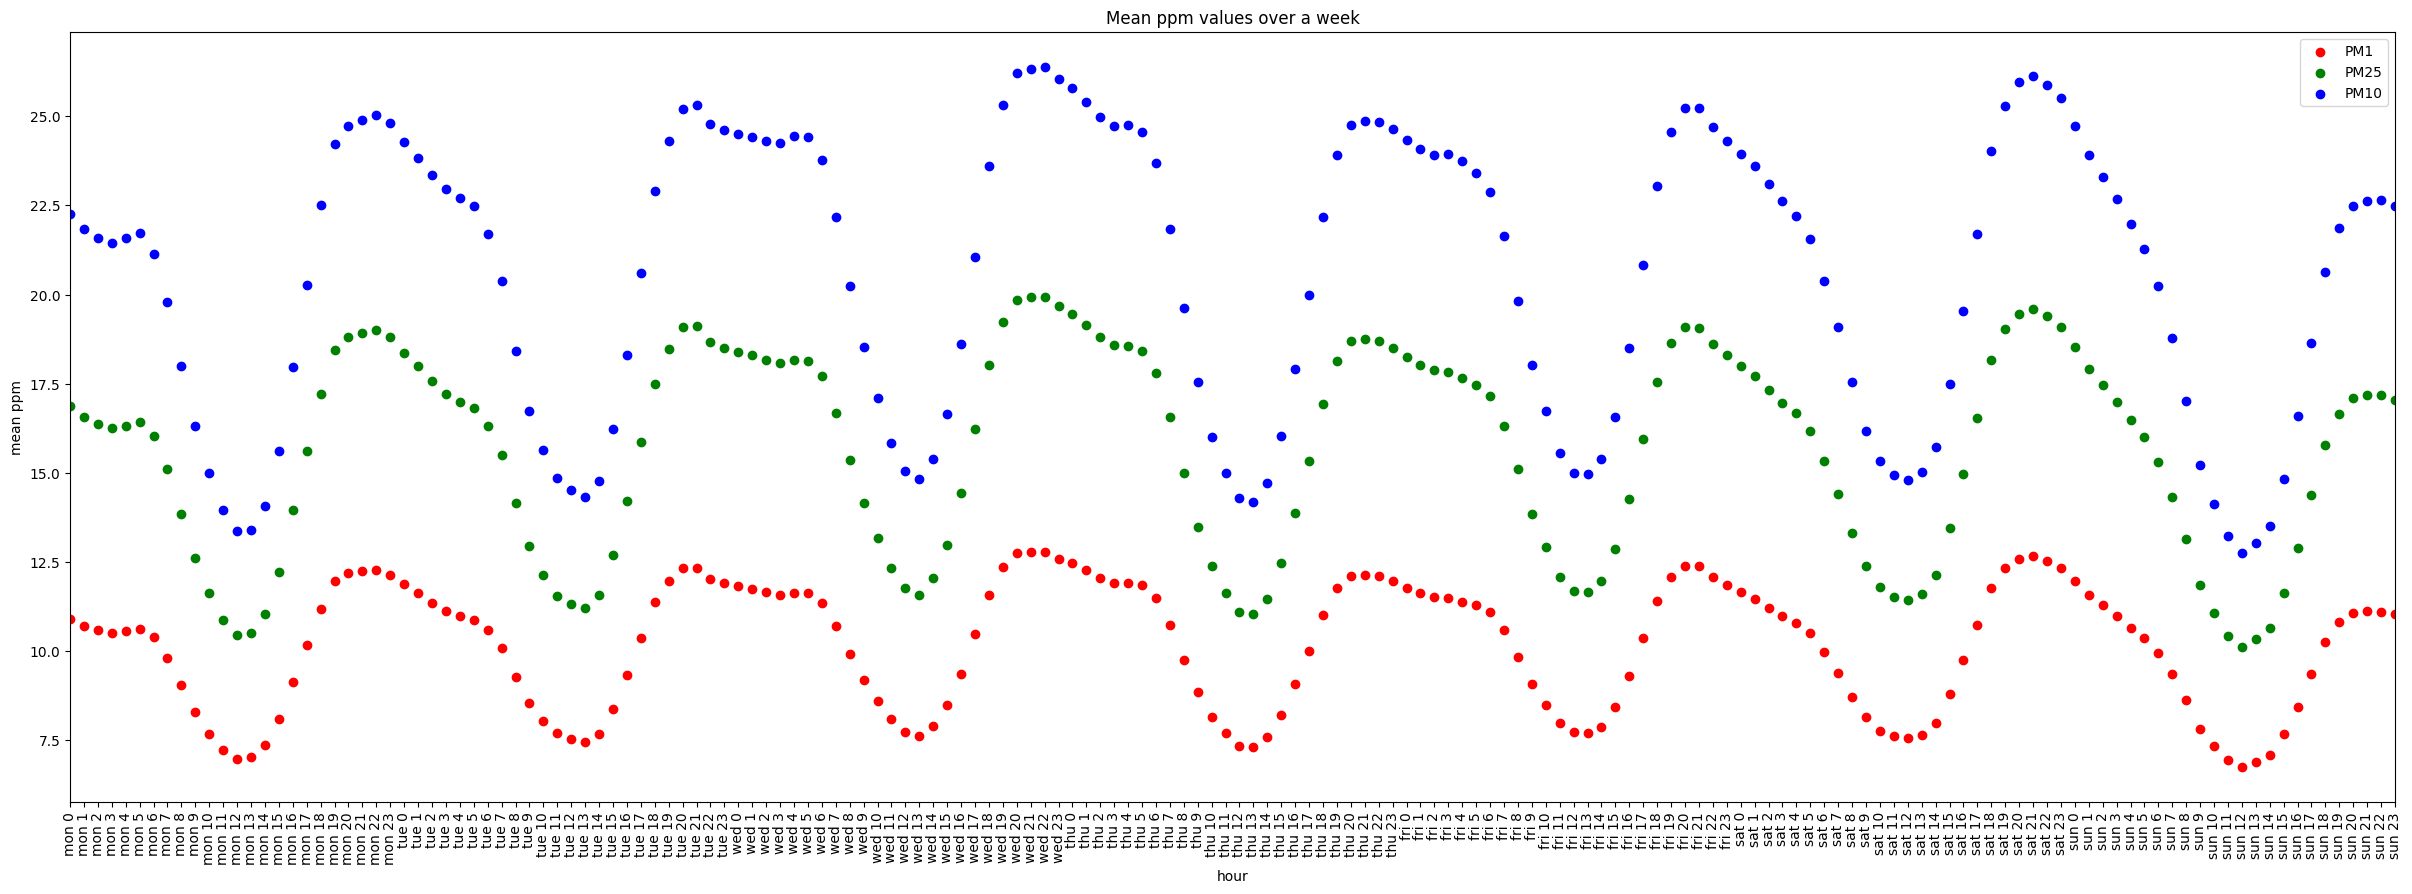 Mean ppm values over a week
PM1
PM25
PM10
mean ppm
25.0
22.5
20.0
17.5
15.0
12.5
10.0
7.5
mon 0
mon 1
mon 2
mon 3
mon 4
mon 5
mon 6
mon 7
mon 8
mon 9
mon 10
mon 11
mon 12
mon 13
mon 14
mon 15
mon 16
mon 17
mon 18
mon 19
mon 20
mon 21
mon 22
mon 23
tue 0
tue 1
tue 2
tue 3
tue 4
tue 5
tue 6
tue 7
tue 8
tue 9
tue 10
tue 11
tue 12
tue 13
tue 14
tue 15
tue 16
tue 17
tue 18
tue 19
tue 20
tue 21
tue 22
tue 23
wed 0
wed 1
wed 2
wed 3
wed 4
wed 5
wed 6
wed 7
wed 8
wed 9
wed 10
wed 11
wed 12
wed 13
wed 14
wed 15
wed 16
wed 17
wed 18
wed 19
wed 20
wed 21
wed 22
wed 23
thu 0
thu 1
thu 2
thu 3
thu 4
thu 5
thu 6
thu 7
thu 8
thu 9
thu 10
thu 11
thu 12
thu 13
thu 14
thu 15
thu 16
thu 17
thu 18
thu 19
thu 20
thu 21
thu 22
thu 23
fri 0
fri 1
fri 2
fri 3
fri 4
fri 5
fri 6
fri 7
fri 8
fri 9
fri 10
fri 11
fri 12
fri 13
fri 14
fri 15
fri 16
fri 17
fri 18
fri 19
fri 20
fri 21
fri 22
fri 23
sat 0
sat 1
sat 2
sat 3
sat 4
sat 5
sat 6
sat 7
sat 8
sat 9
sat 10
sat 11
sat 12
sat 13
sat 14
sat 15
sat 16
sat 17
sat 18
sat 19
sat 20
sat 21
sat 22
sat 23
sun 0
sun 1
sun 2
sun 3
sun 4
sun 5
sun 6
sun 7
sun 8
sun 9
sun 10
sun 11
sun 12
sun 13
sun 14
sun 15
sun 16
sun 17
sun 18
sun 19
sun 20
sun 21
sun 22
sun 23
hour